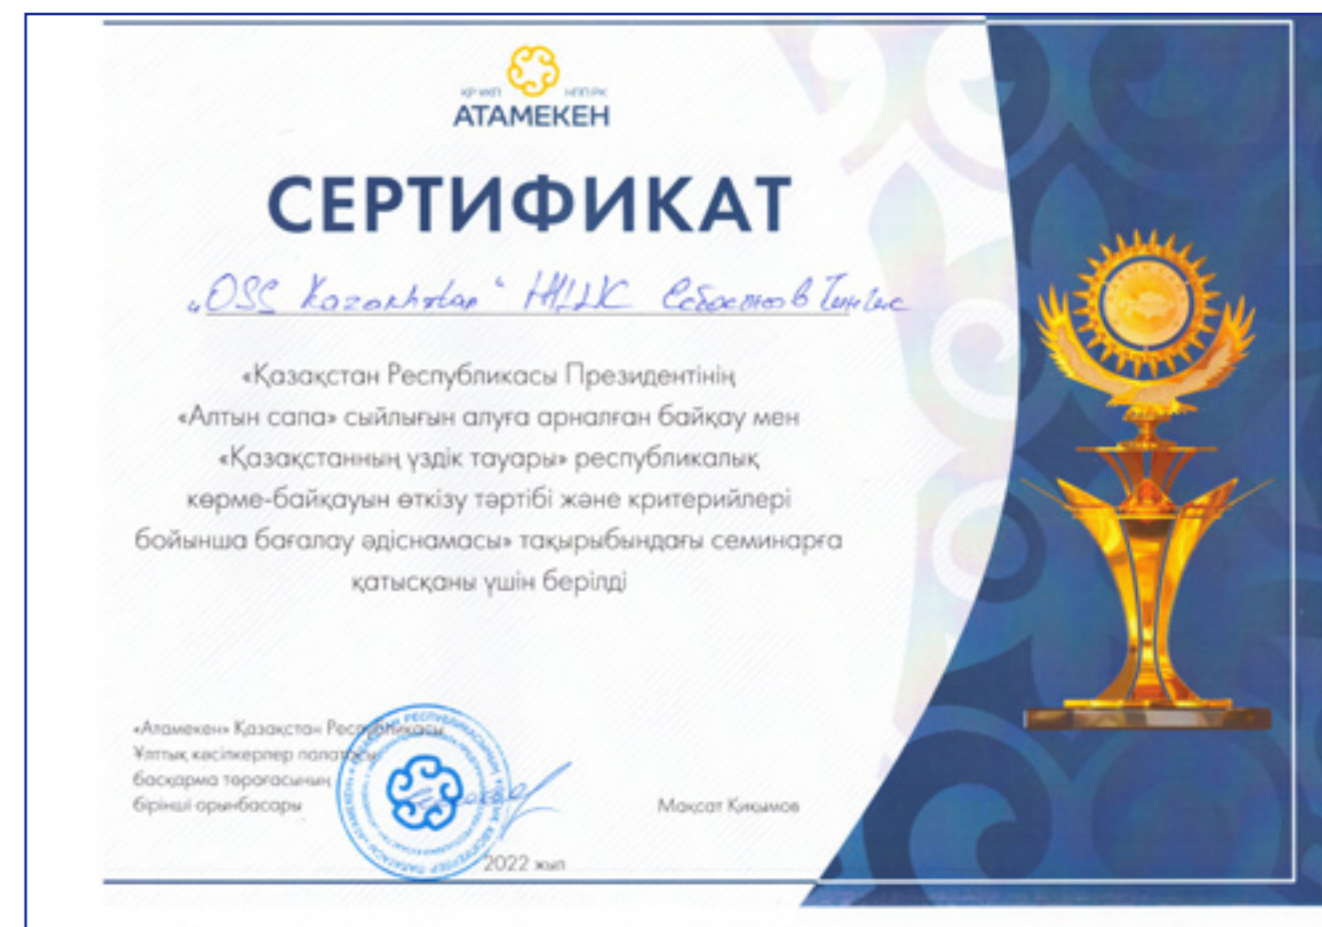 ҚР ҰКП НПП РК
АТАМЕКЕН
СЕРТИФИКАТ
„OSS Kazakhstan“ ЖШС
«Қазақстан Республикасы Президентінің
«Алтын сапа» сыйлығын алуға арналған байқау мен
«Қазақстанның үздік тауары» республикалық
көрме-байқауын өткізу тәртібі және критерийлері
бойынша бағалау әдіснамасы» тақырыбындағы семинарға
қатысқаны үшін берілді
«Атамекен» Қазақстан Республикасы
Ұлттық кәсіпкерлер палатасы
басқарма төрағасының
бірінші орынбасары
Мақсат Қиқымов
2022 жыл